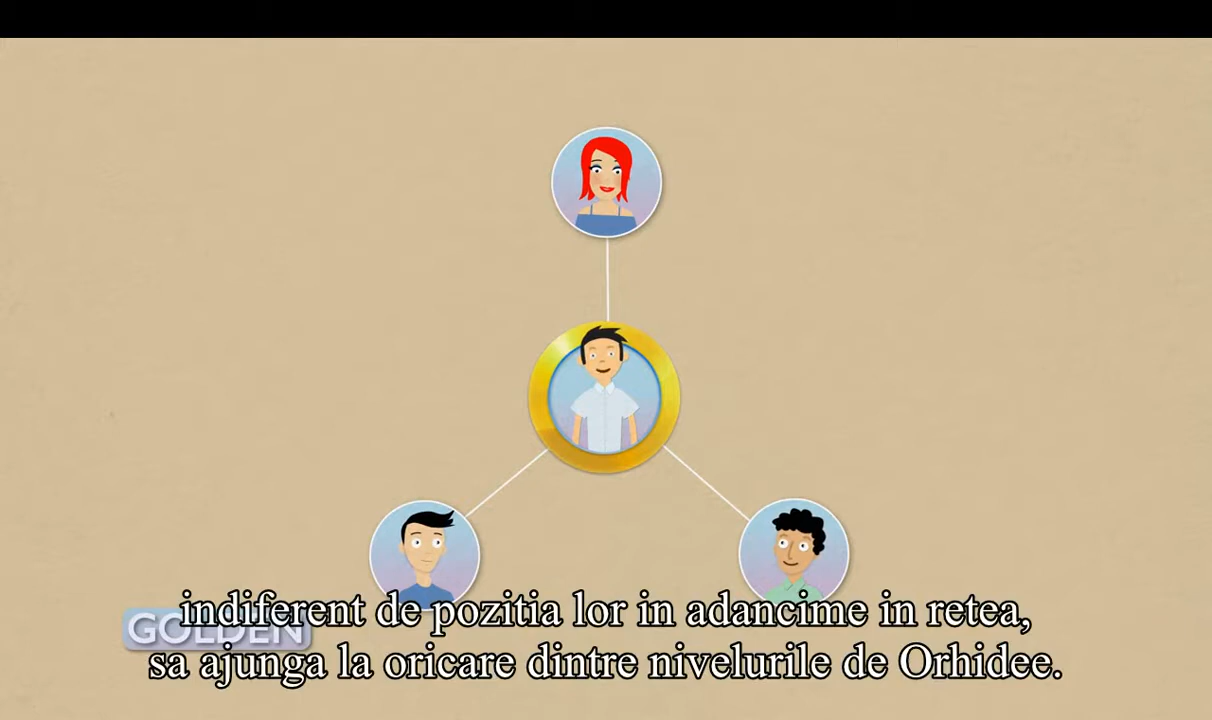 indiferent de pozitia lor in adancime in retea,
GOLDEN
sa ajunga la oricare dintre nivelurile de Orhidee.